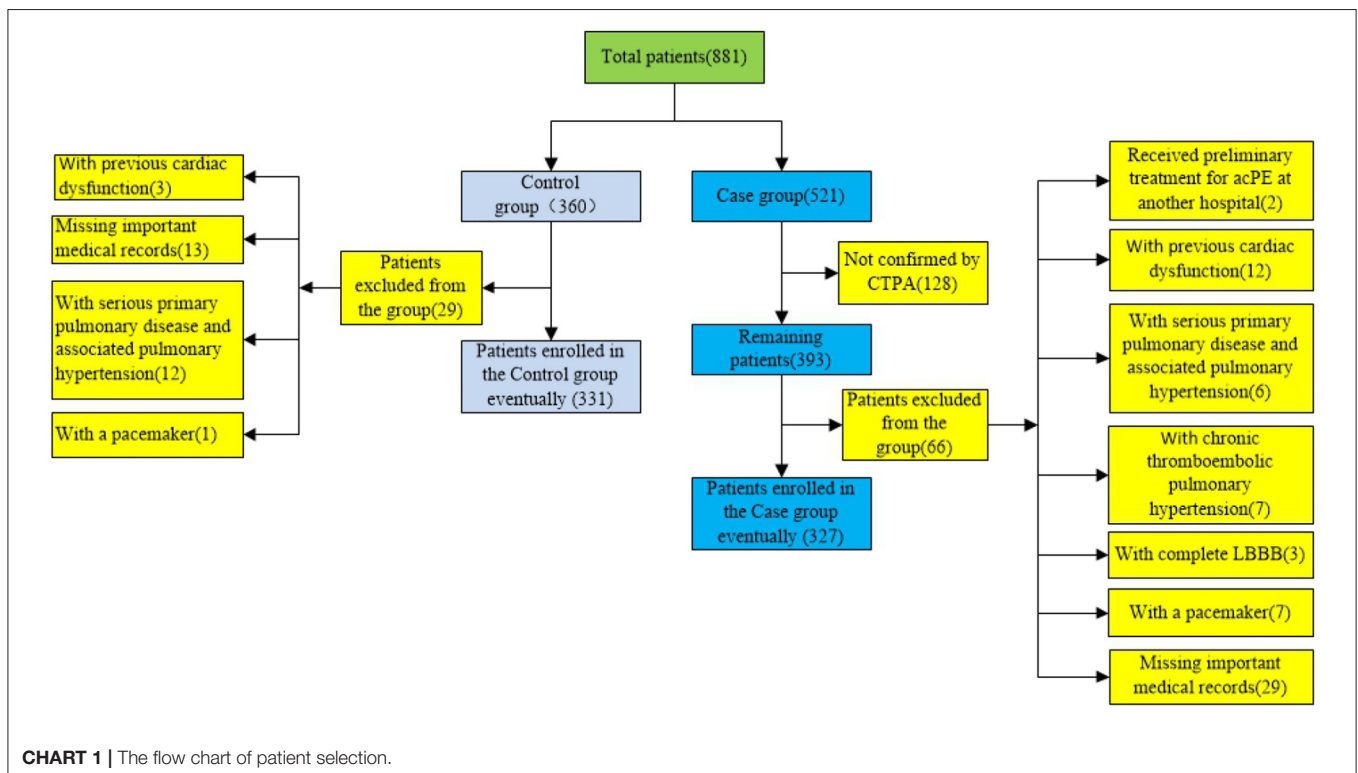 Total patients(881)
Control
group（360）
Case group(521)
With previous cardiac
dysfunction(3)
Missing important
medical records(13)
With serious primary
pulmonary disease and
associated pulmonary
hypertension(12)
With a pacemaker(1)
Patients
excluded from
the group(29)
Patients enrolled in
the Control group
eventually (331)
Not confirmed by
CTPA(128)
Remaining
patients(393)
Patients excluded
from the
group(66)
Patients enrolled in
the Case group
eventually (327)
Received preliminary
treatment for acPE at
another hospital(2)
With previous cardiac
dysfunction(12)
With serious primary
pulmonary disease and
associated pulmonary
hypertension(6)
With chronic
thromboembolic
pulmonary
hypertension(7)
With complete LBBB(3)
With a pacemaker(7)
Missing important
medical records(29)
CHART 1 | The flow chart of patient selection.